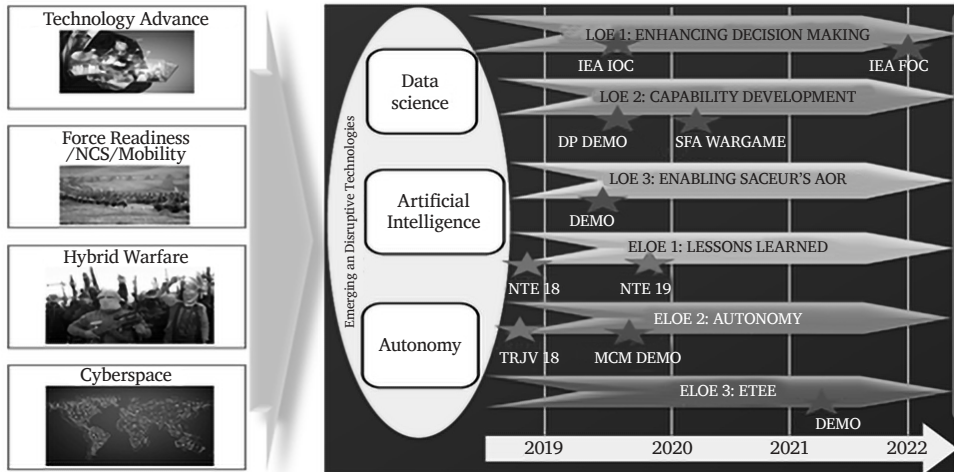 Technology Advance
Force Readiness
/NCS/Mobility
Hybrid Warfare
Cyberspace
Emerging an Disruptive Technologies
Data
science
Artificial
Intelligence
Autonomy
LOE 1: ENHANCING DECISION MAKING
IEA IOC
IEA FOC
LOE 2: CAPABILITY DEVELOPMENT
DP DEMO
SFA WARGAME
LOE 3: ENABLING SACEUR'S AOR
DEMO
ELOE 1: LESSONS LEARNED
NTE 18
NTE 19
ELOE 2: AUTONOMY
TRJV 18
MCM DEMO
ELOE 3: ETEE
DEMO
2019
2020
2021
2022